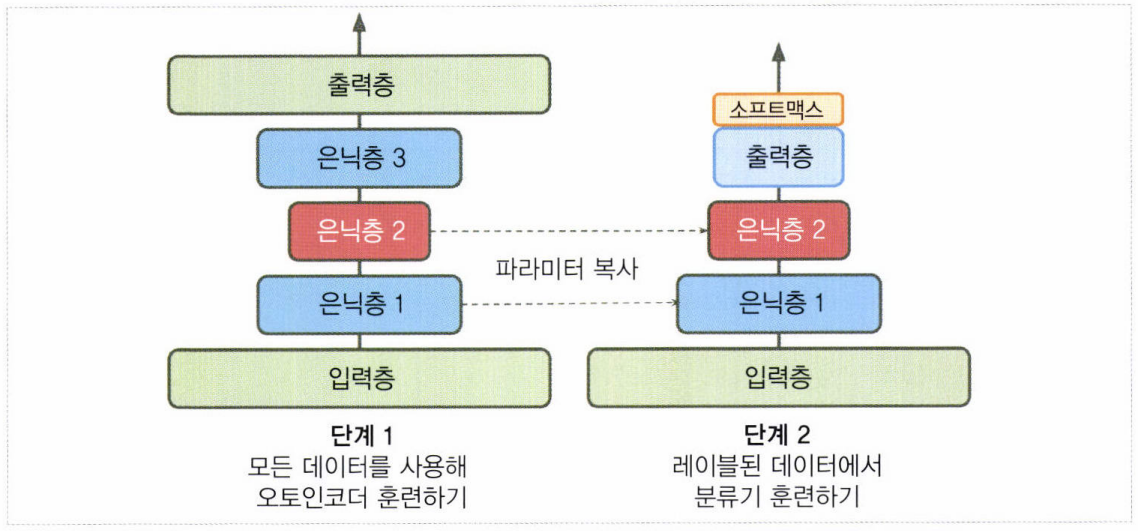 출력층
은닉층 3
은닉층 2
은닉층 1
입력층
단계 1
모든 데이터를 사용해
오토인코더 훈련하기
파라미터 복사
소프트맥스
출력층
은닉층 2
은닉층 1
입력층
단계 2
레이블된 데이터에서
분류기 훈련하기